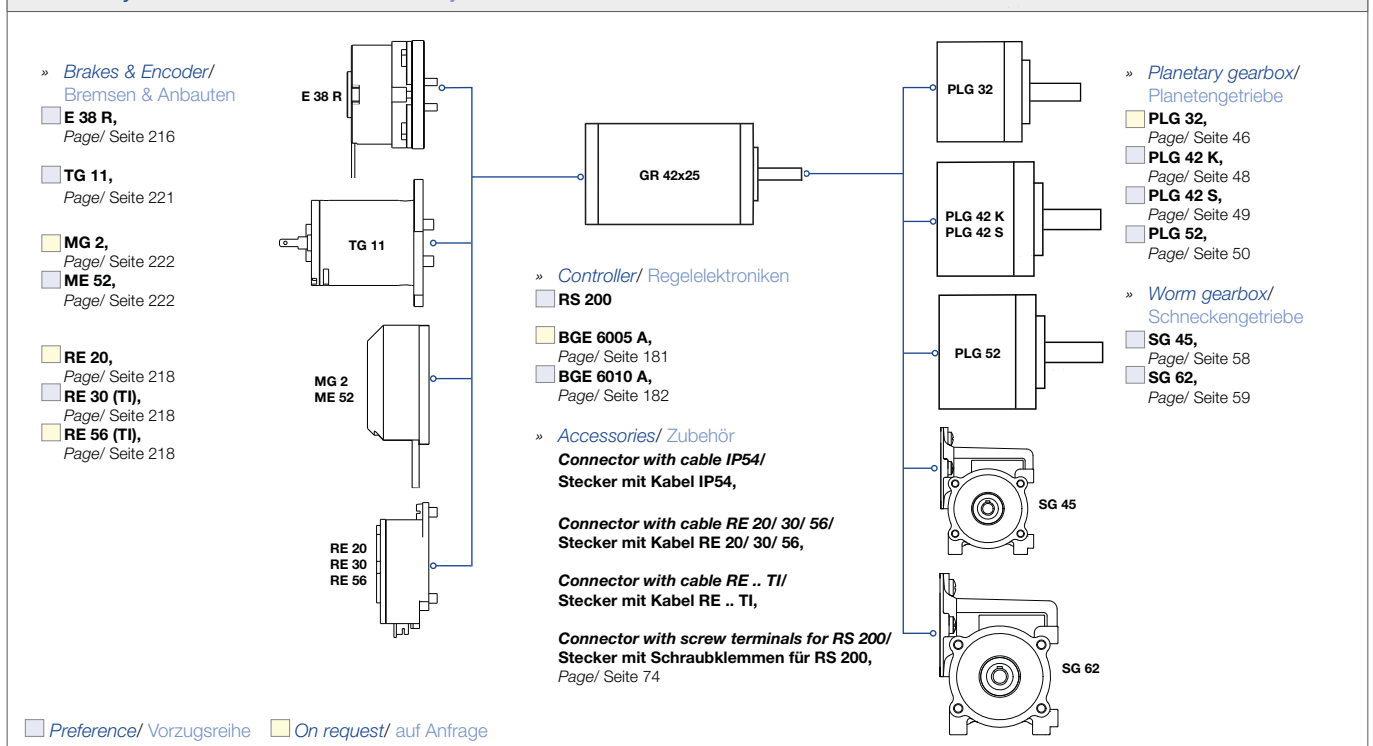 » Brakes & Encoder/
Bremsen & Anbauten
E 38 R,
Page/ Seite 216
TG 11,
Page/ Seite 221
MG 2,
Page/ Seite 222
ME 52,
Page/ Seite 222
RE 20,
Page/ Seite 218
RE 30 (TI),
Page/ Seite 218
RE 56 (TI),
Page/ Seite 218
E 38 R
TG 11
MG 2
ME 52
RE 20
RE 30
RE 56
GR 42x25
» Controller/ Regelelektroniken
RS 200
BGE 6005 A,
Page/ Seite 181
BGE 6010 A,
Page/ Seite 182
» Accessories/ Zubehör
Connector with cable IP54/
Stecker mit Kabel IP54,
Connector with cable RE 20/ 30/ 56/
Stecker mit Kabel RE 20/ 30/ 56,
Connector with cable RE .. TI/
Stecker mit Kabel RE .. TI,
Connector with screw terminals for RS 200/
Stecker mit Schraubklemmen für RS 200,
Page/ Seite 74
PLG 32
PLG 42 K
PLG 42 S
PLG 52
SG 45
SG 62
» Planetary gearbox/
Planetengetriebe
PLG 32,
Page/ Seite 46
PLG 42 K,
Page/ Seite 48
PLG 42 S,
Page/ Seite 49
PLG 52,
Page/ Seite 50
» Worm gearbox/
Schneckengetriebe
SG 45,
Page/ Seite 58
SG 62,
Page/ Seite 59
Preference/ Vorzugsreihe On request/ auf Anfrage